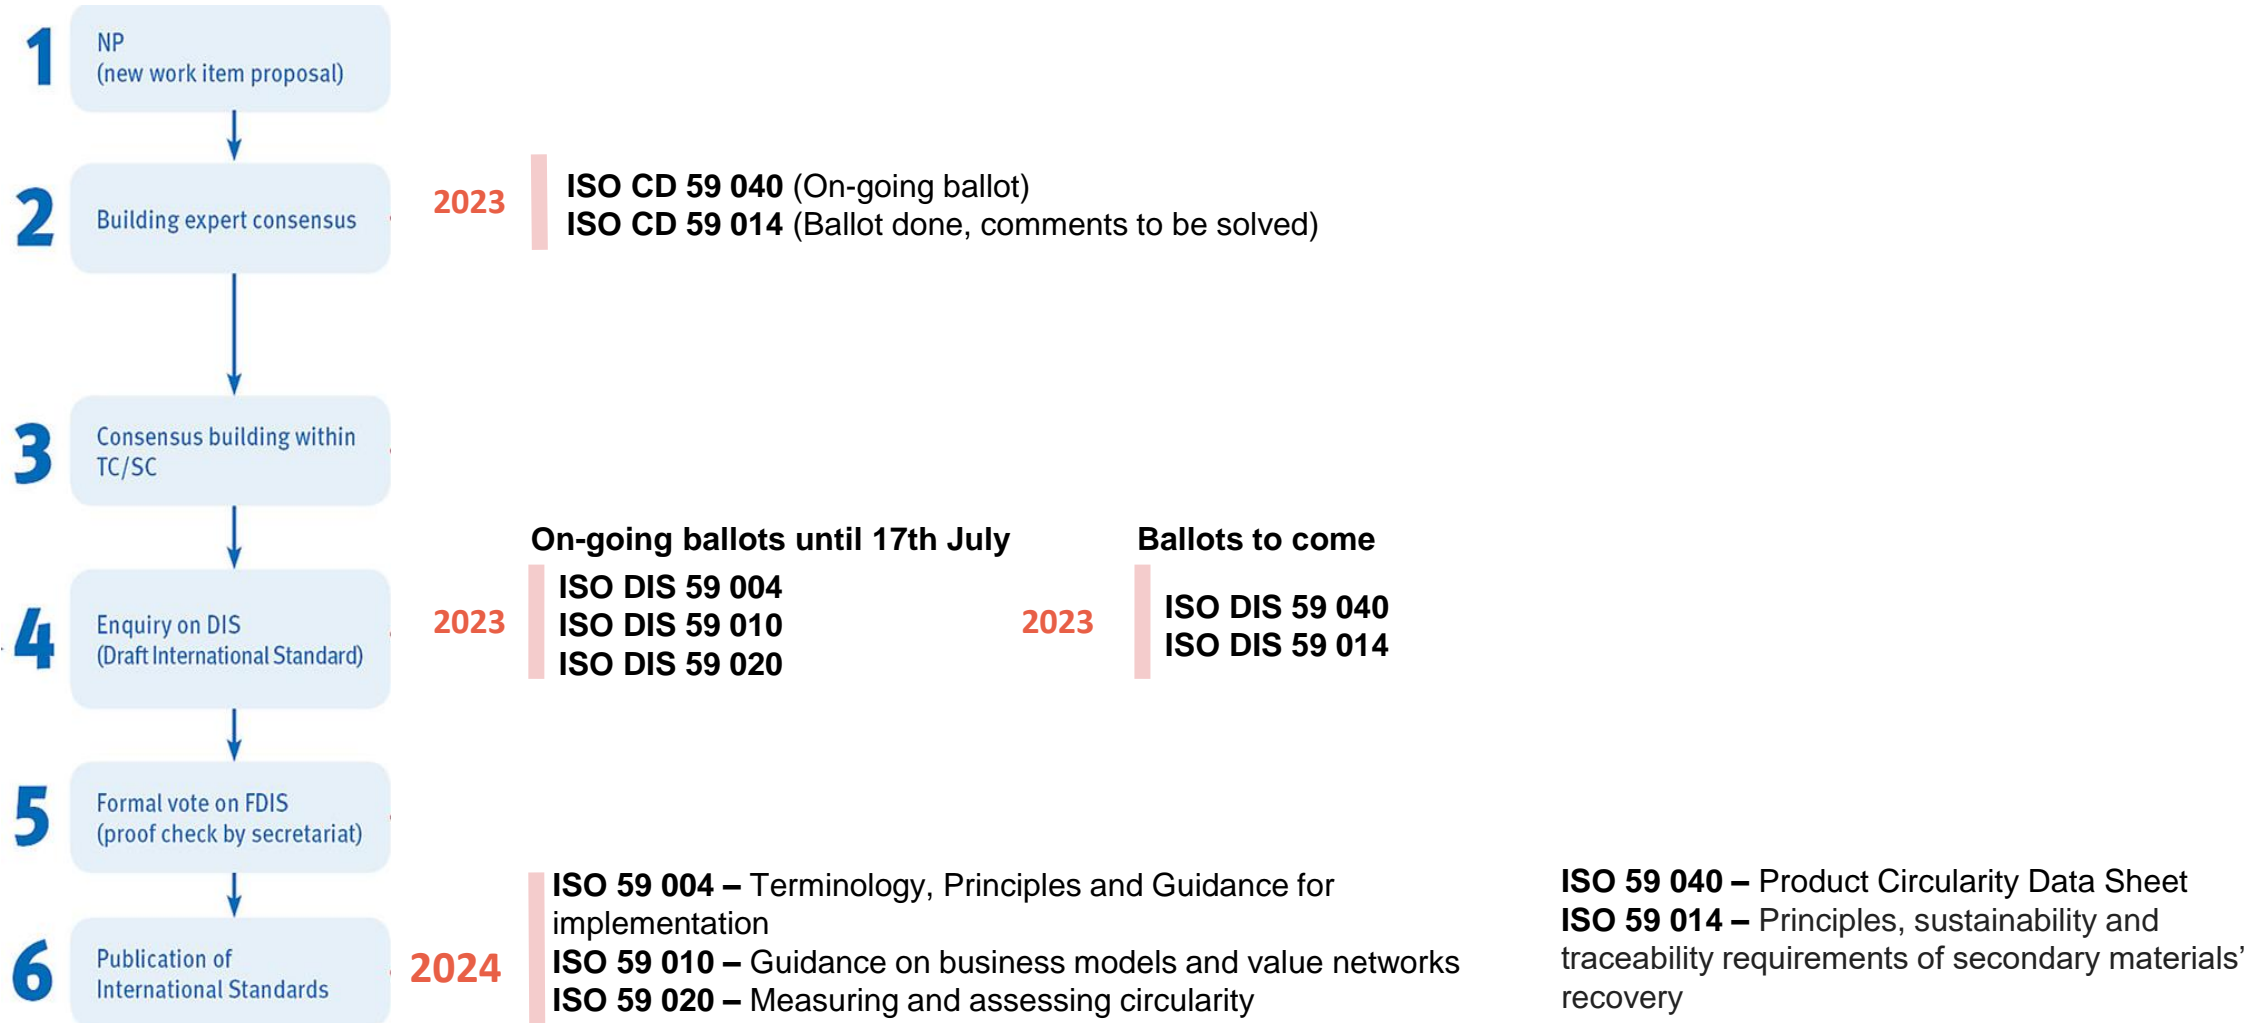 1
NP
(new work item proposal)
2
Building expert consensus
2023
ISO CD 59 040 (On-going ballot)
ISO CD 59 014 (Ballot done, comments to be solved)
3
Consensus building within
TC/SC
On-going ballots until 17th July
Ballots to come
4
Enquiry on DIS
(Draft International Standard)
2023
ISO DIS 59 004
ISO DIS 59 010
ISO DIS 59 020
2023
ISO DIS 59 040
ISO DIS 59 014
5
Formal vote on FDIS
(proof check by secretariat)
6
Publication of
International Standards
2024
ISO 59 004 – Terminology, Principles and Guidance for
implementation
ISO 59 010 – Guidance on business models and value networks
ISO 59 020 – Measuring and assessing circularity
ISO 59 040 – Product Circularity Data Sheet
ISO 59 014 – Principles, sustainability and
traceability requirements of secondary materials’
recovery